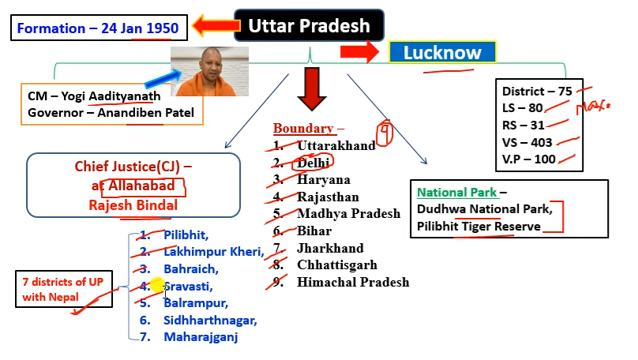 Formation – 24 Jan 1950
Uttar Pradesh
Lucknow
CM – Yogi Aadityanath
Governor – Anandiben Patel
District – 75
LS – 80
RS – 31
VS – 403
V.P – 100
Boundary –
9
1. Uttarakhand
2. Delhi
3. Haryana
4. Rajasthan
5. Madhya Pradesh
6. Bihar
7. Jharkhand
8. Chhattisgarh
9. Himachal Pradesh
Chief Justice(CJ) –
at Allahabad
Rajesh Bindal
National Park –
Dudhwa National Park,
Pilibhit Tiger Reserve
7 districts of UP
with Nepal
1. Pilibhit,
2. Lakhimpur Kheri,
3. Bahraich,
4. Sravasti,
5. Balrampur,
6. Sidhharthnagar,
7. Maharajganj